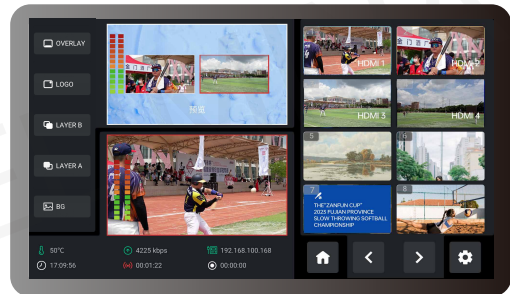 OVERLAY
LOGO
LAYER B
LAYER A
BG
预览
HDMI 1
HDMI 2
HDMI 3
HDMI 4
5
6
7
8
THE"ZANFUN CUP"
2023 FUJIAN PROVINCE
SLOW THROWING SOFTBALL
CHAMPIONSHIP
50°C
4225 kbps
192.168.100.168
17:09:56
00:01:22
00:00:00